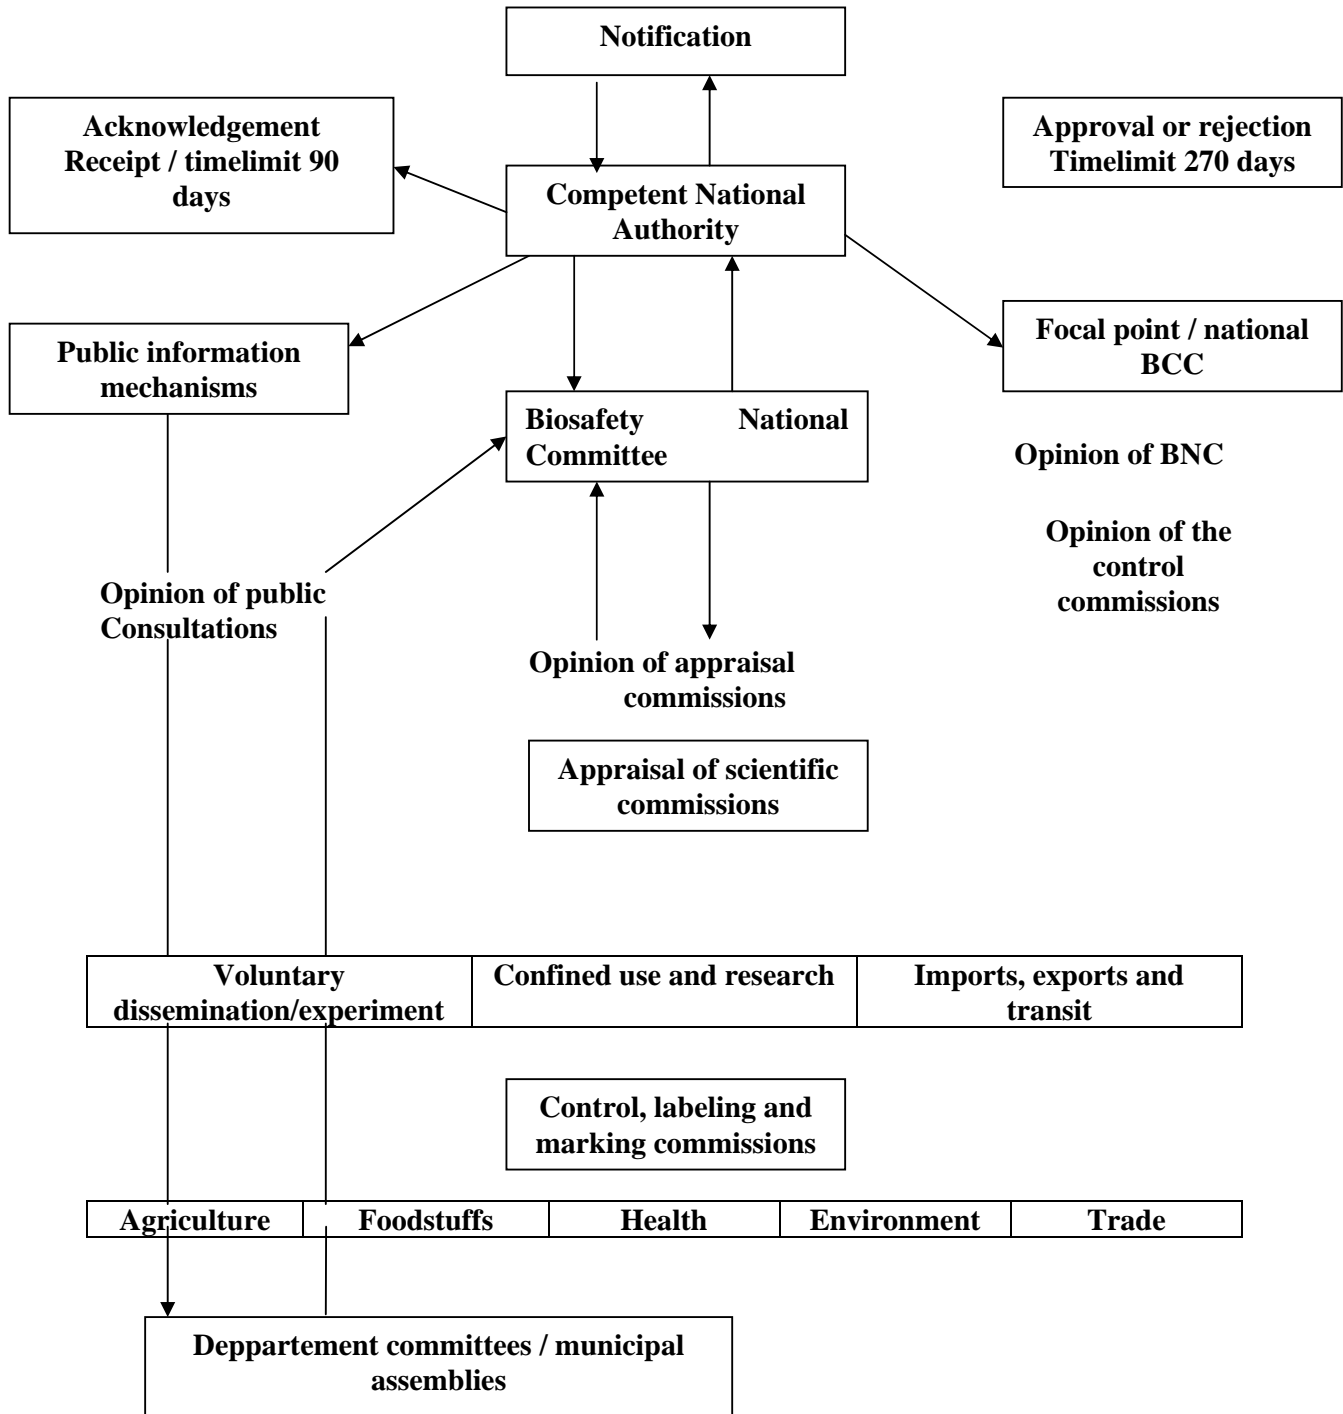 Notification
Acknowledgement
Receipt / timelimit 90
days
Approval or rejection
Timelimit 270 days
Competent National
Authority
Public information
mechanisms
Focal point / national
BCC
Biosafety National
Committee
Opinion of BNC
Opinion of the
control
commissions
Opinion of public
Consultations
Opinion of appraisal
commissions
Appraisal of scientific
commissions
Voluntary
dissemination/experiment
Confined use and research
Imports, exports and
transit
Control, labeling and
marking commissions
Agriculture
Foodstuffs
Health
Environment
Trade
Deppartement committees / municipal
assemblies